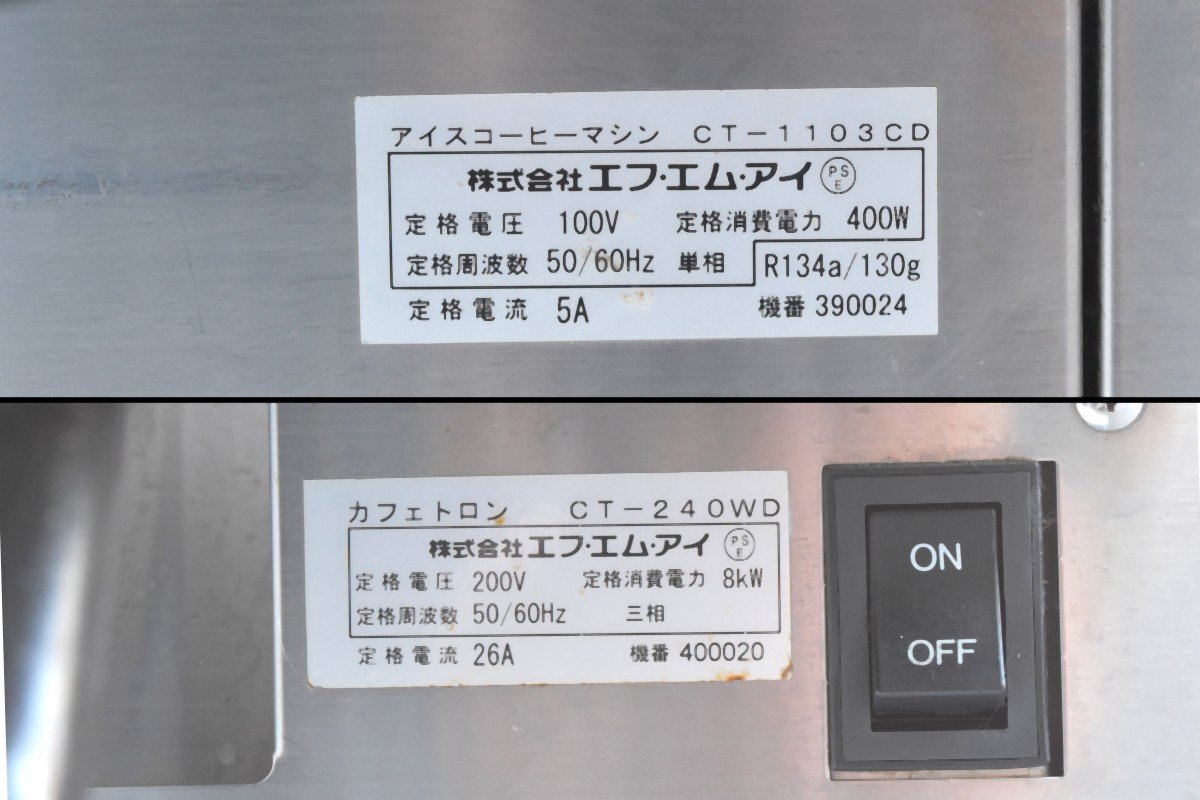 アイスコーヒーマシン CT-1103CD
株式会社エフ・エム・アイ PSE
定格電圧 100V 定格消費電力 400W
定格周波数 50/60Hz 単相 R134a/130g
定格電流 5A 機番 390024
カフェトロン CT-240WD
株式会社エフ・エム・アイ PSE
定格電圧 200V 定格消費電力 8kW
定格周波数 50/60Hz 三相
定格電流 26A 機番 400020
ON
OFF